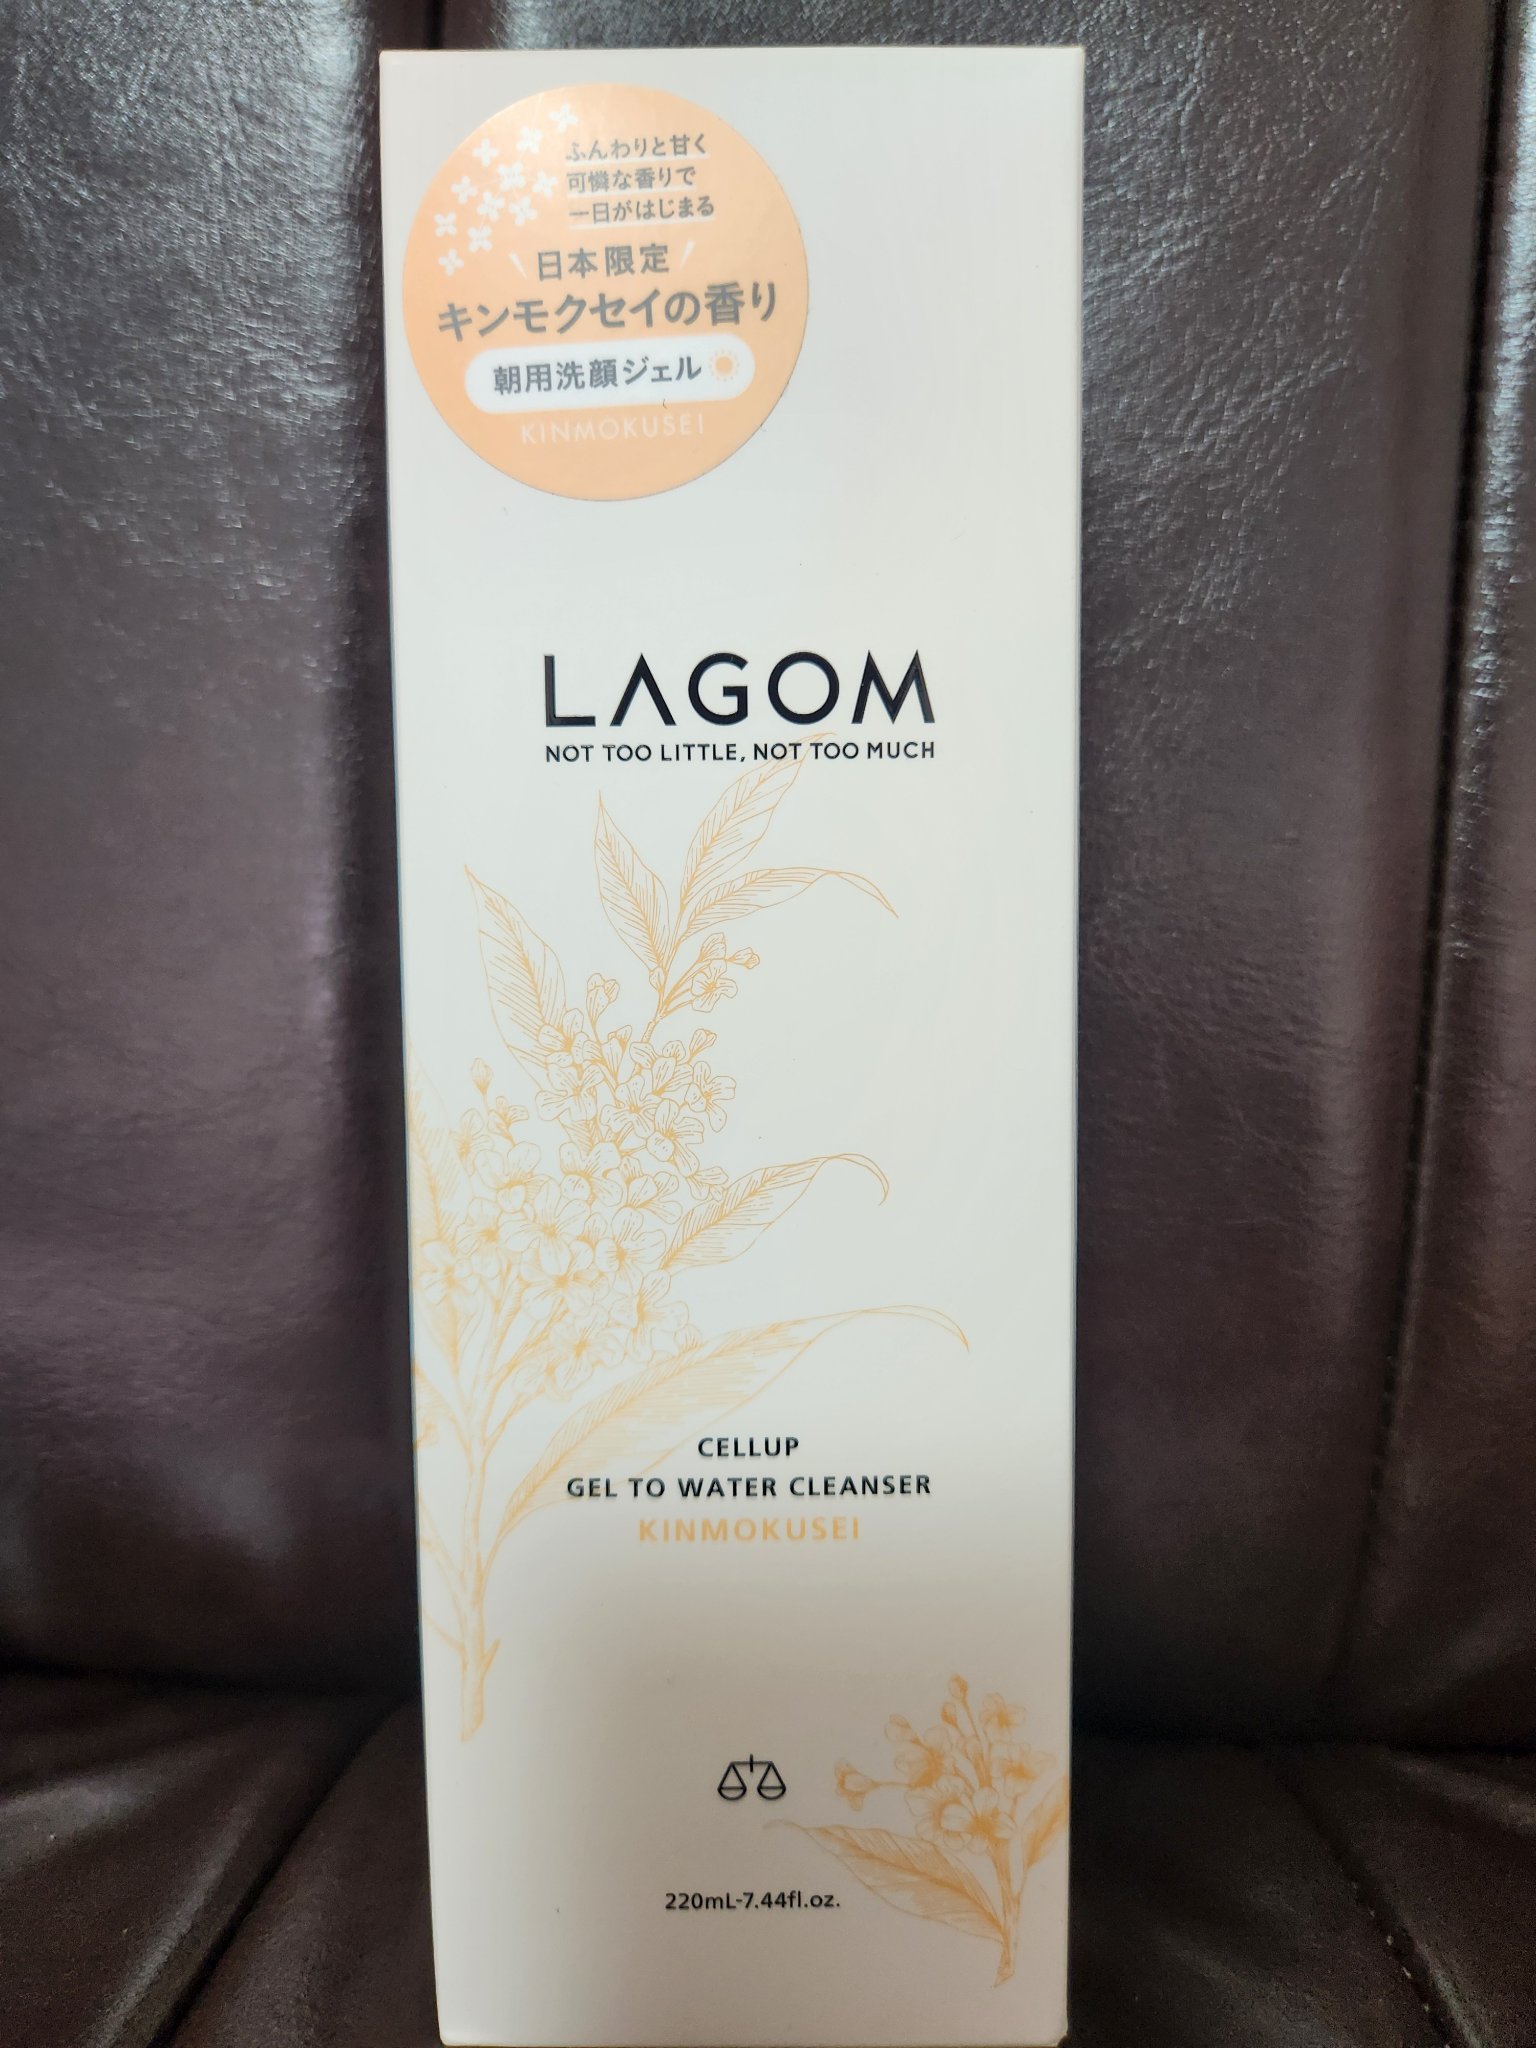 ふんわりと甘く
可憐な香りで
一日がはじまる
日本限定
キンモクセイの香り
朝用洗顔ジェル
KINMOKUSEI
LAGOM
NOT TOO LITTLE, NOT TOO MUCH
CELLUP
GEL TO WATER CLEANSER
KINMOKUSEI
220mL-7.44fl.oz.